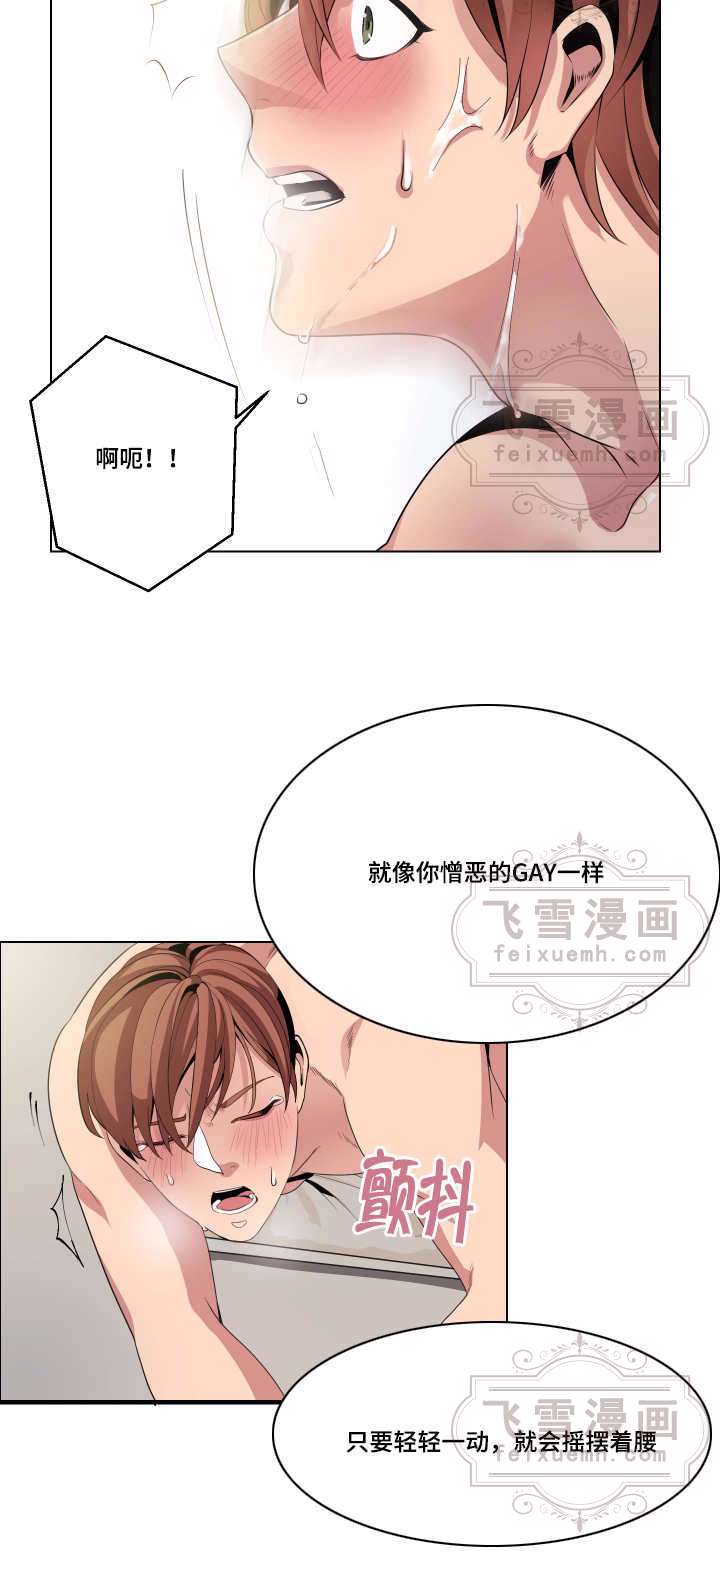 飞雪漫画
feixuemh.com
啊呃！！
就像你憎恶的GAY一样
飞雪漫画
feixuemh.com
颤抖
只要轻轻一动，就会摇摆着腰
飞雪漫画
feixuemh.com